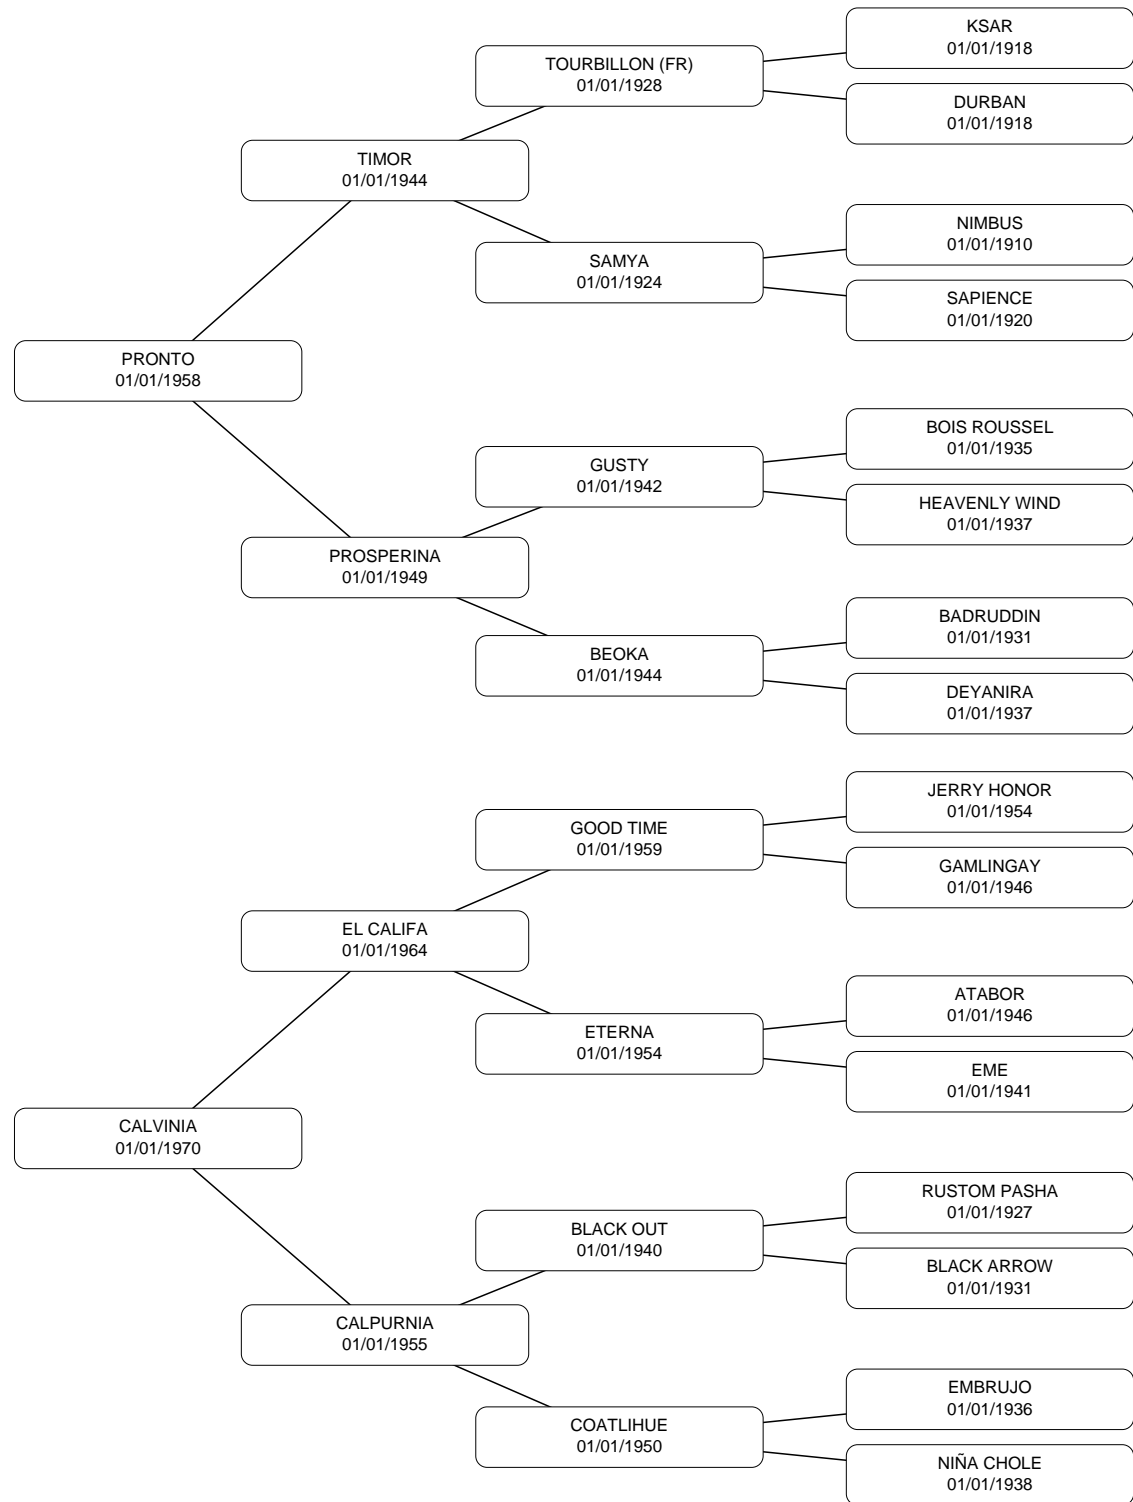 KSAR
01/01/1918
TOURBILLON (FR)
01/01/1928
DURBAN
01/01/1918
TIMOR
01/01/1944
NIMBUS
01/01/1910
SAMYA
01/01/1924
SAPIENCE
01/01/1920
PRONTO
01/01/1958
BOIS ROUSSEL
01/01/1935
GUSTY
01/01/1942
HEAVENLY WIND
01/01/1937
PROSPERINA
01/01/1949
BADRUDDIN
01/01/1931
BEOKA
01/01/1944
DEYANIRA
01/01/1937
JERRY HONOR
01/01/1954
GOOD TIME
01/01/1959
GAMLINGAY
01/01/1946
EL CALIFA
01/01/1964
ATABOR
01/01/1946
ETERNA
01/01/1954
EME
01/01/1941
CALVINIA
01/01/1970
RUSTOM PASHA
01/01/1927
BLACK OUT
01/01/1940
BLACK ARROW
01/01/1931
CALPURNIA
01/01/1955
EMBRUJO
01/01/1936
COATLIHUE
01/01/1950
NIÑA CHOLE
01/01/1938